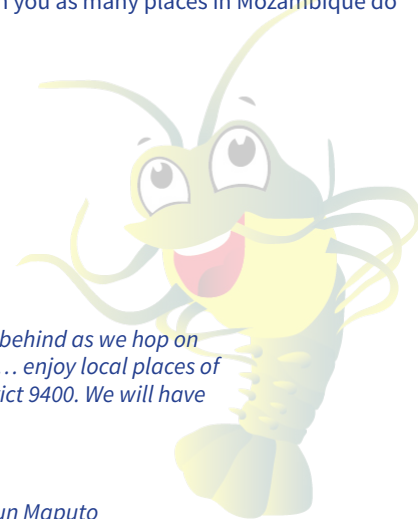 you as many places in Mozambique do
behind as we hop on
… enjoy local places of
ict 9400. We will have
un Maputo